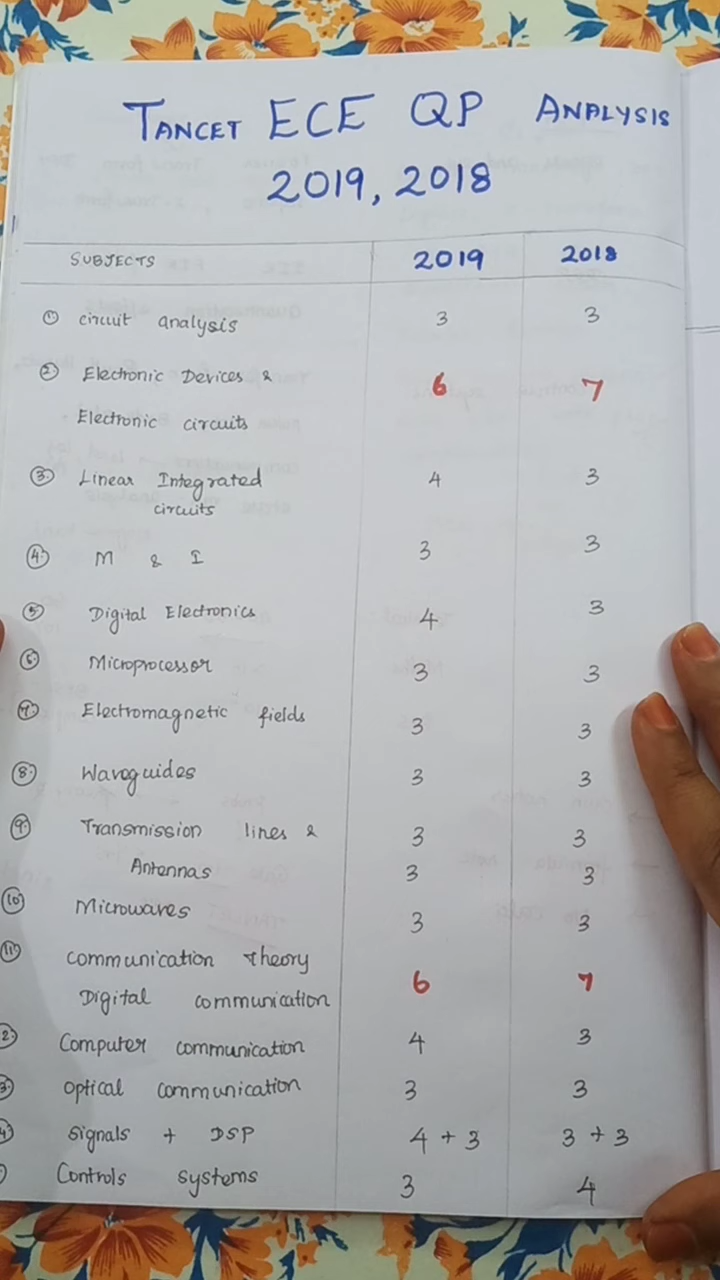 TANCET ECE QP ANALYSIS
2019, 2018
SUBJECTS 2019 2018
① circuit analysis 3 3
② Electronic Devices & 6 7
Electronic circuits
③ Linear Integrated 4 3
circuits
④ M & I 3 3
⑤ Digital Electronics 4 3
⑥ Microprocessor 3 3
⑦ Electromagnetic fields 3 3
⑧ Waveguides 3 3
⑨ Transmission lines & 3 3
Antennas 3 3
⑩ Microwaves 3 3
⑪ Communication Theory 6 7
Digital communication
2. Computer communication 4 3
3. optical communication 3 3
4. signals + DSP 4 + 3 3 + 3
Controls systems 3 4